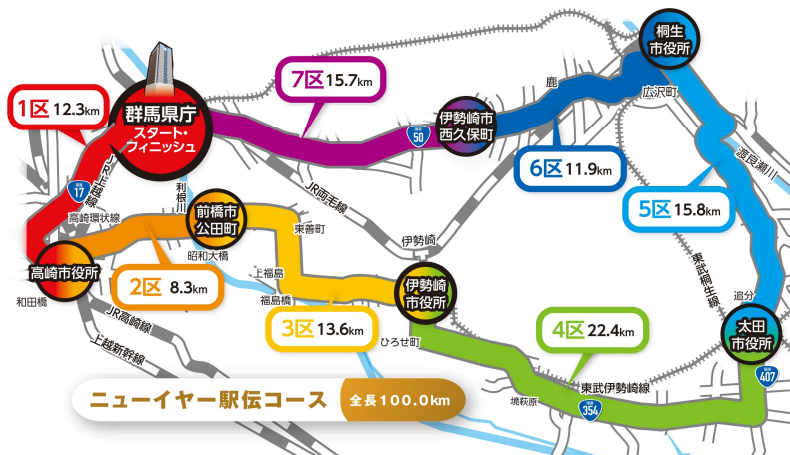 桐生
市役所
7区 15.7km
鹿
広沢町
1区 12.3km
群馬県庁
スタート・
フィニッシュ
伊勢崎市
西久保町
国道
50
6区 11.9km
渡良瀬川
JR上越線
国道
17
利根川
JR両毛線
5区 15.8km
高崎環状線
前橋市
公田町
東善町
伊勢崎
昭和大橋
高崎市役所
和田橋
2区 8.3km
上福島
福島橋
伊勢崎
市役所
東武桐生線
追分
太田
市役所
3区 13.6km
ひろせ町
4区 22.4km
JR高崎線
上越新幹線
東武伊勢崎線
国道
407
境萩原
国道
354
ニューイヤー駅伝コース
全長100.0km